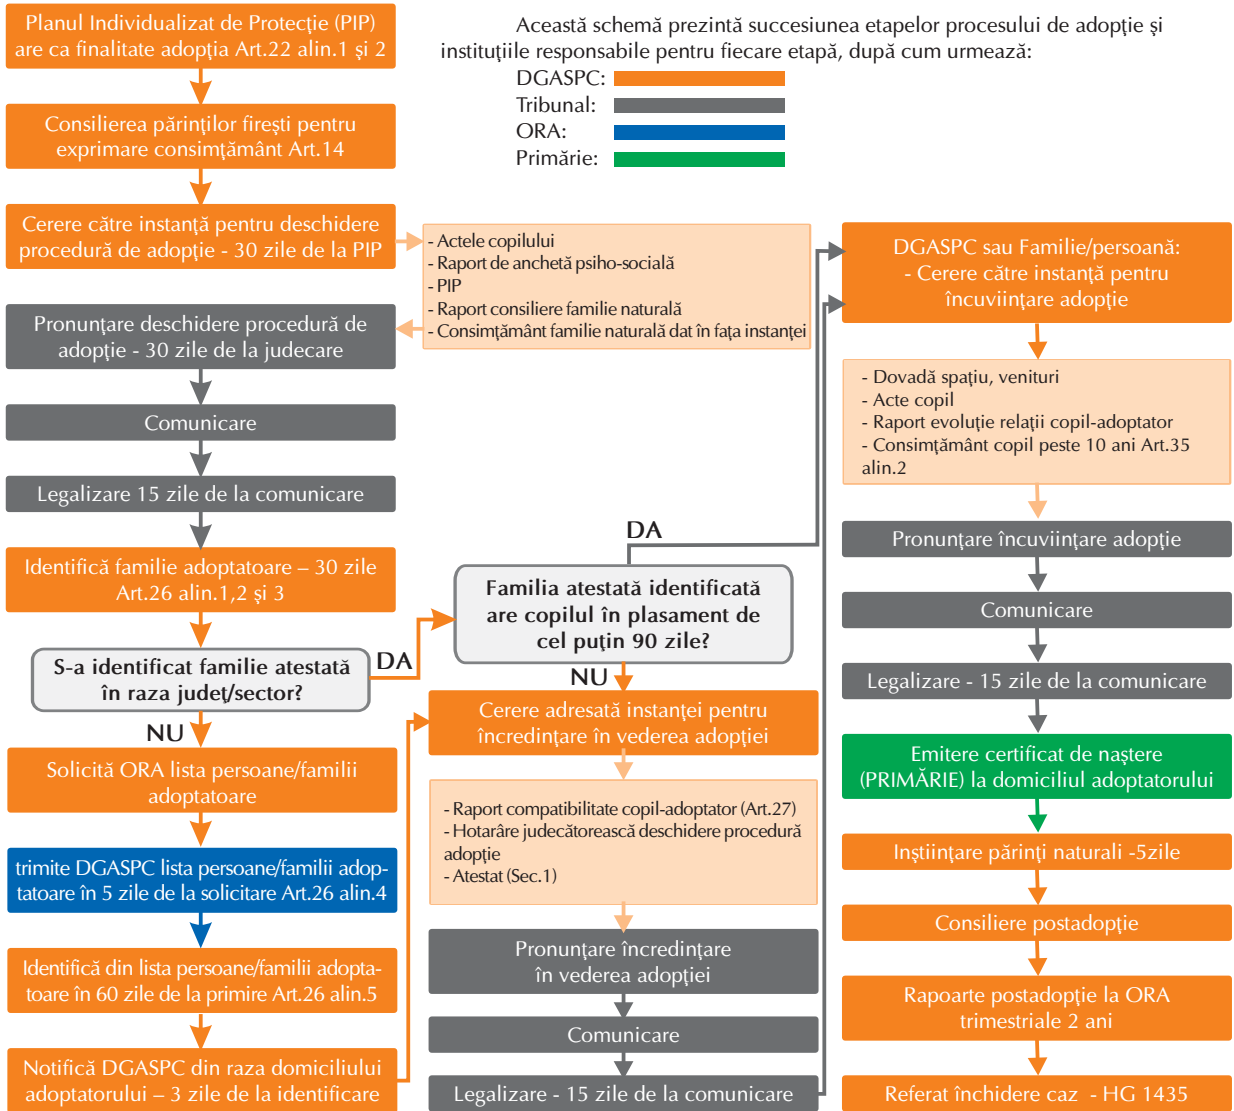 Planul Individualizat de Protecție (PIP)
are ca finalitate adopția Art.22 alin.1 și 2
Această schemă prezintă succesiunea etapelor procesului de adopție și
instituțiile responsabile pentru fiecare etapă, după cum urmează:
DGASPC:
Tribunal:
ORA:
Primărie:
Consilierea părinților firești pentru
exprimare consimțământ Art.14
Cerere către instanță pentru deschidere
procedură de adopție - 30 zile de la PIP
- Actele copilului
- Raport de anchetă psiho-socială
- PIP
- Raport consiliere familie naturală
- Consimțământ familie naturală dat în fața instanței
Pronunțare deschidere procedură de
adopție - 30 zile de la judecare
Comunicare
Legalizare 15 zile de la comunicare
Identifică familie adoptatoare – 30 zile
Art.26 alin.1,2 și 3
S-a identificat familie atestată
în raza județ/sector?
DA
NU
Solicită ORA lista persoane/familii
adoptatoare
trimite DGASPC lista persoane/familii adop-
tatoare în 5 zile de la solicitare Art.26 alin.4
Identifică din lista persoane/familii adopta-
toare în 60 zile de la primire Art.26 alin.5
Notifică DGASPC din raza domiciliului
adoptatorului – 3 zile de la identificare
DA
Familia atestată identificată
are copilul în plasament de
cel puțin 90 zile?
NU
Cerere adresată instanței pentru
încredințare în vederea adopției
- Raport compatibilitate copil-adoptator (Art.27)
- Hotarâre judecătorească deschidere procedură
adopție
- Atestat (Sec.1)
Pronunțare încredințare
în vederea adopției
Comunicare
Legalizare - 15 zile de la comunicare
DGASPC sau Familie/persoană:
- Cerere către instanță pentru
încuviințare adopție
- Dovadă spațiu, venituri
- Acte copil
- Raport evoluție relații copil-adoptator
- Consimțământ copil peste 10 ani Art.35
alin.2
Pronunțare încuviințare adopție
Comunicare
Legalizare - 15 zile de la comunicare
Emitere certificat de naștere
(PRIMĂRIE) la domiciliul adoptatorului
Inștiințare părinți naturali -5zile
Consiliere postadopție
Rapoarte postadopție la ORA
trimestriale 2 ani
Referat închidere caz - HG 1435